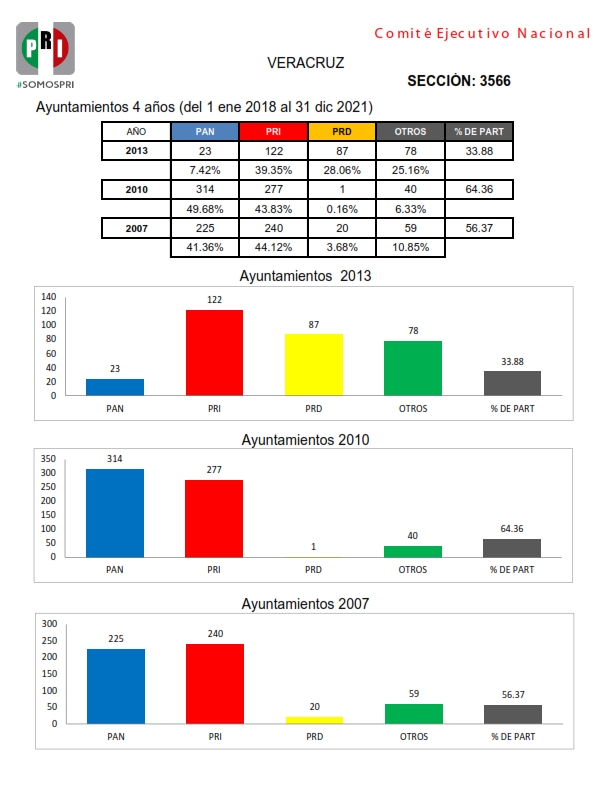 Comité Ejecutivo Nacional
PRI
#SOMOSPRI
VERACRUZ
SECCIÓN: 3566
Ayuntamientos 4 años (del 1 ene 2018 al 31 dic 2021)
AÑO PAN PRI PRD OTROS % DE PART
2013 23 122 87 78 33.88
7.42% 39.35% 28.06% 25.16%
2010 314 277 1 40 64.36
49.68% 43.83% 0.16% 6.33%
2007 225 240 20 59 56.37
41.36% 44.12% 3.68% 10.85%
Ayuntamientos 2013
140
120
100
80
60
40
20
0
23 122 87 78 33.88
PAN PRI PRD OTROS % DE PART
Ayuntamientos 2010
350
300
250
200
150
100
50
0
314 277 1 40 64.36
PAN PRI PRD OTROS % DE PART
Ayuntamientos 2007
300
250
200
150
100
50
0
225 240 20 59 56.37
PAN PRI PRD OTROS % DE PART